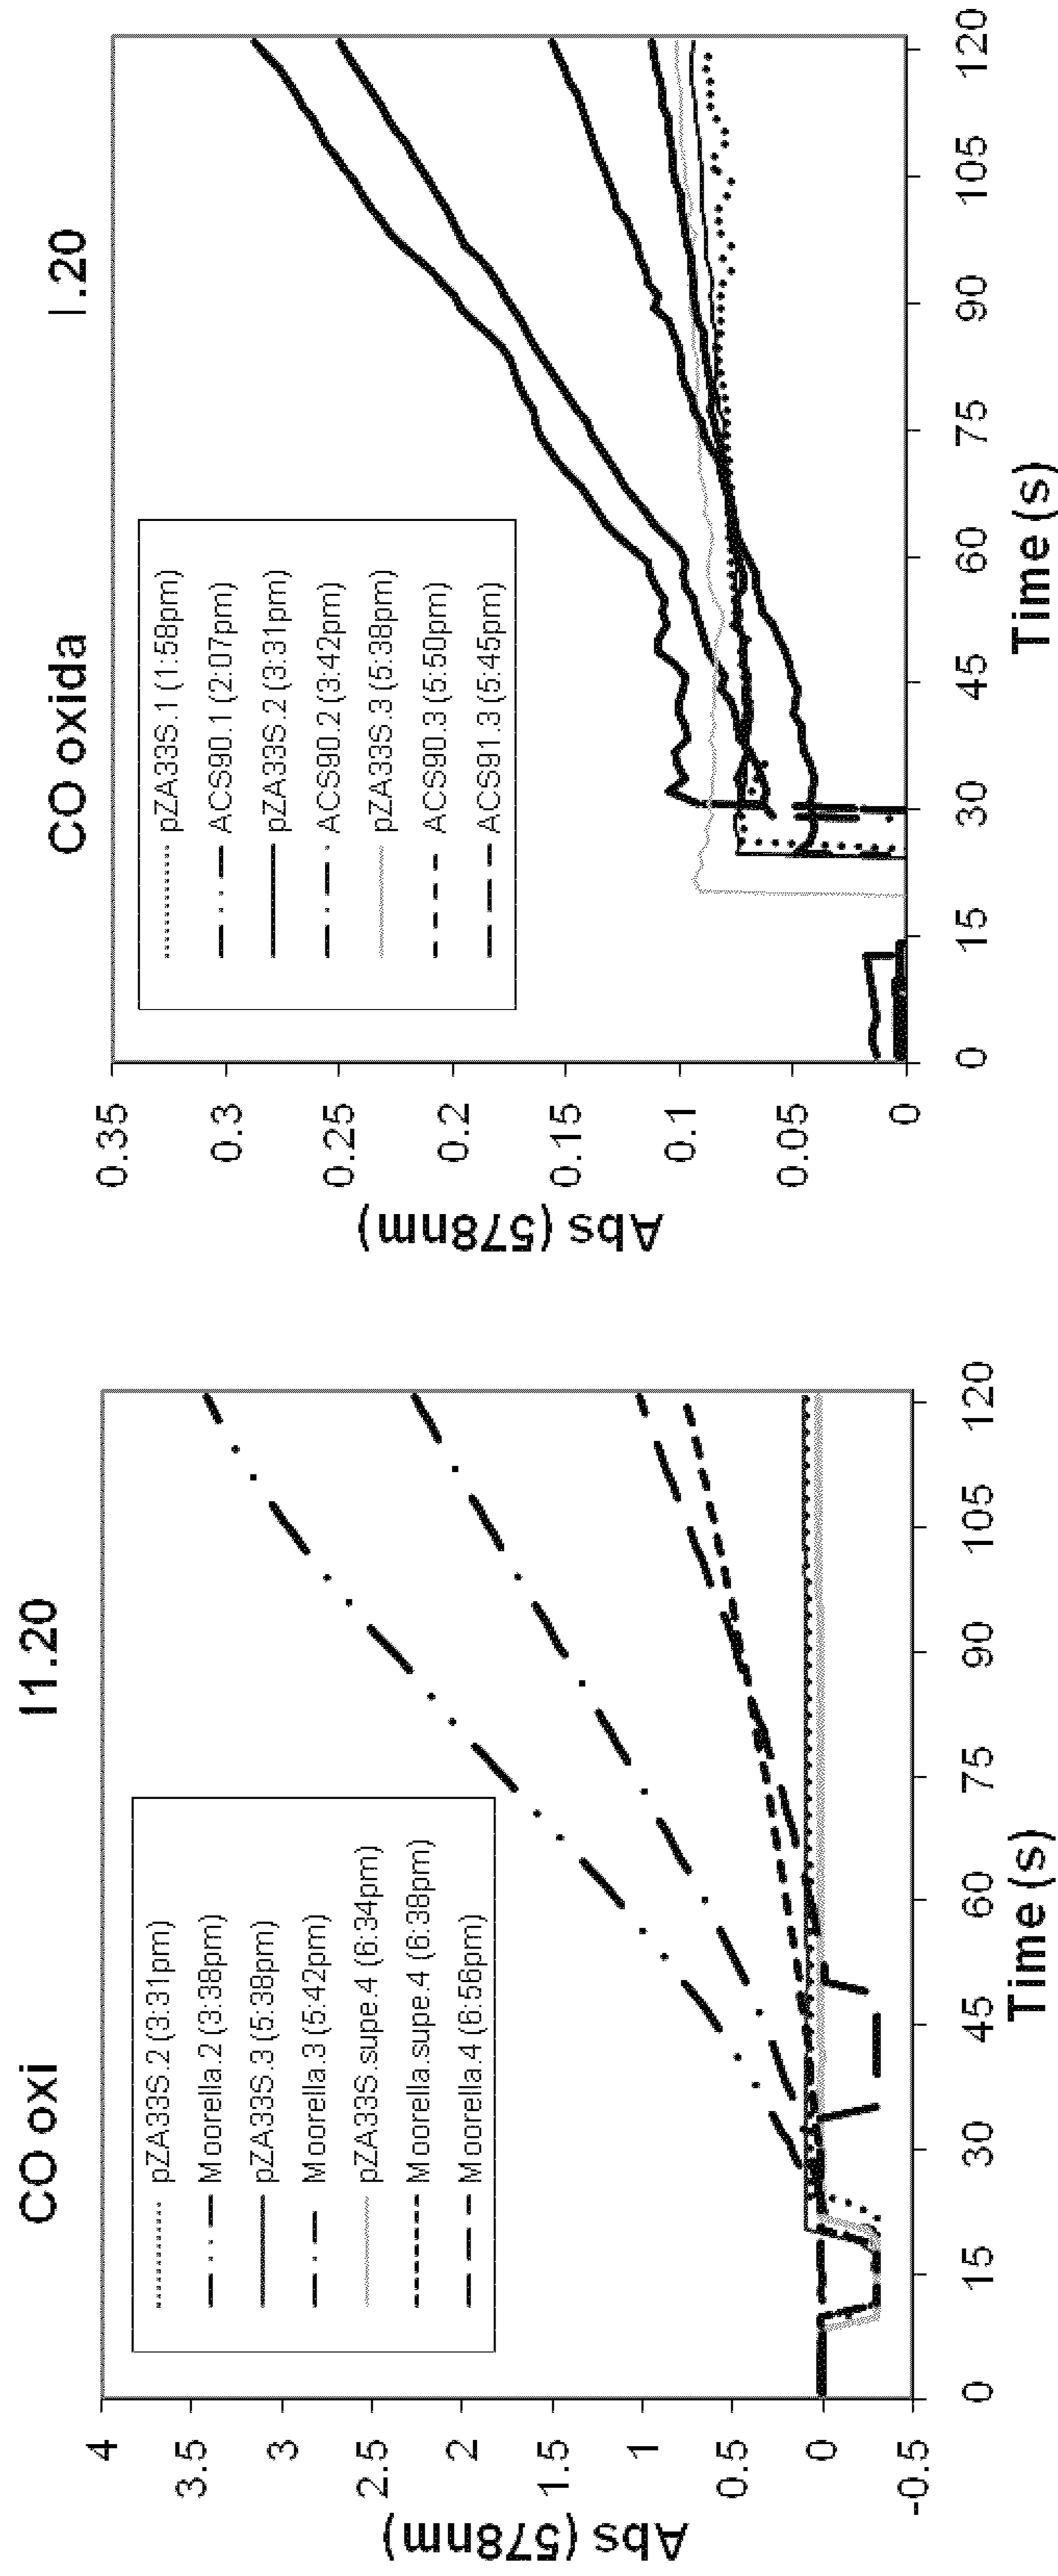 CO oxi I1.20
Abs (578nm)
4
3.5
3
2.5
2
1.5
1
0.5
0
-0.5
pZA33S.2 (3:31pm)
Moorella.2 (3:38pm)
pZA33S.3 (5:38pm)
Moorella.3 (5:42pm)
pZA33S.supe.4 (6:34pm)
Moorella.supe.4 (6:38pm)
Moorella.4 (6:56pm)
0 15 30 45 60 75 90 105 120
Time (s)
CO oxida I.20
Abs (578nm)
0.35
0.3
0.25
0.2
0.15
0.1
0.05
0
pZA33S.1 (1:58pm)
ACS90.1 (2:07pm)
pZA33S.2 (3:31pm)
ACS90.2 (3:42pm)
pZA33S.3 (5:38pm)
ACS90.3 (5:50pm)
ACS91.3 (5:45pm)
0 15 30 45 60 75 90 105 120
Time (s)